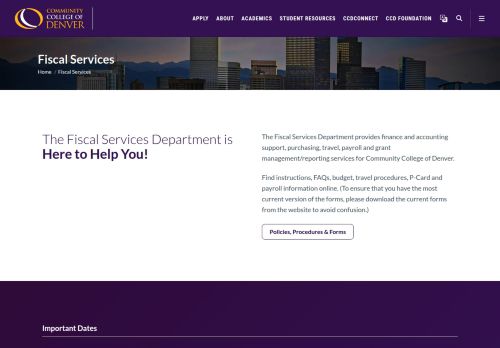 COMMUNITY
COLLEGE OF
DENVER
APPLY ABOUT ACADEMICS STUDENT RESOURCES CCDCONNECT CCD FOUNDATION
Fiscal Services
Home / Fiscal Services
The Fiscal Services Department is
Here to Help You!
The Fiscal Services Department provides finance and accounting
support, purchasing, travel, payroll and grant
management/reporting services for Community College of Denver.
Find instructions, FAQs, budget, travel procedures, P-Card and
payroll information online. (To ensure that you have the most
current version of the forms, please download the current forms
from the website to avoid confusion.)
Policies, Procedures & Forms
Important Dates